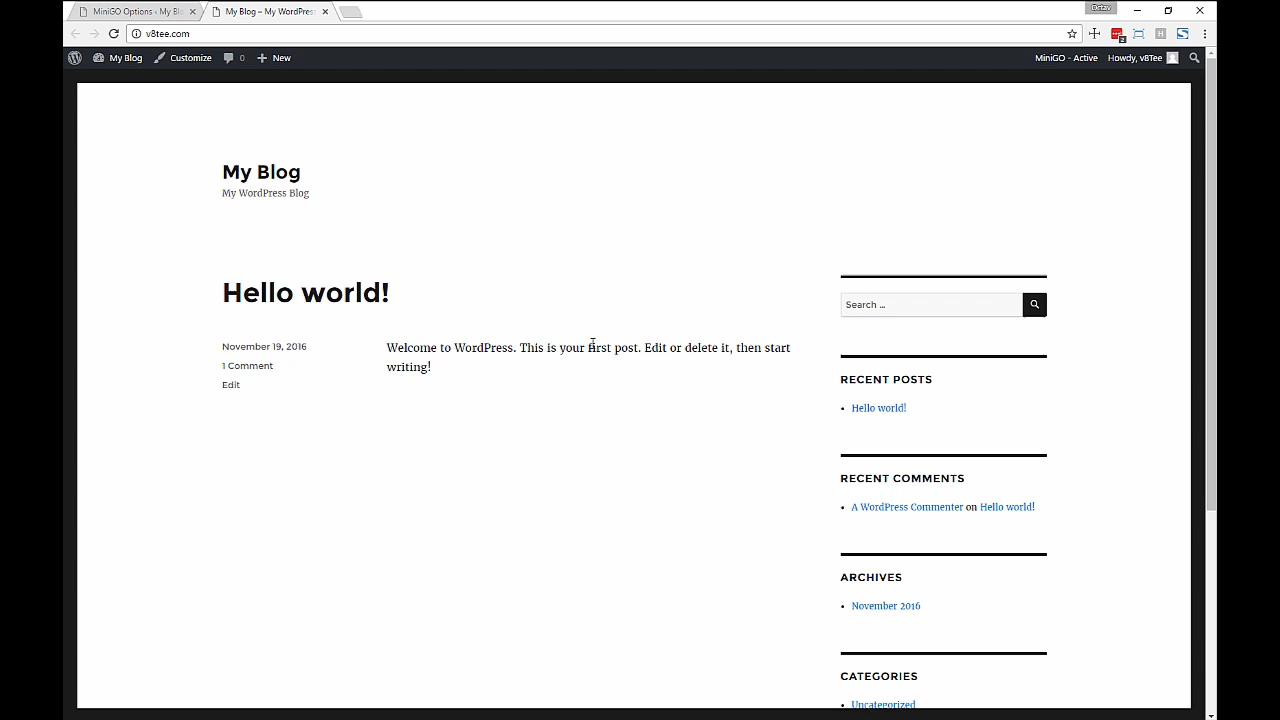 MiniGO Options ‹ My Bl
My Blog – My WordPress
Octav
v8tee.com
My Blog
Customize
0
New
MiniGO - Active
Howdy, v8Tee
My Blog
My WordPress Blog
Hello world!
November 19, 2016
1 Comment
Edit
Welcome to WordPress. This is your first post. Edit or delete it, then start
writing!
Search …
RECENT POSTS
Hello world!
RECENT COMMENTS
A WordPress Commenter on Hello world!
ARCHIVES
November 2016
CATEGORIES
Uncategorized